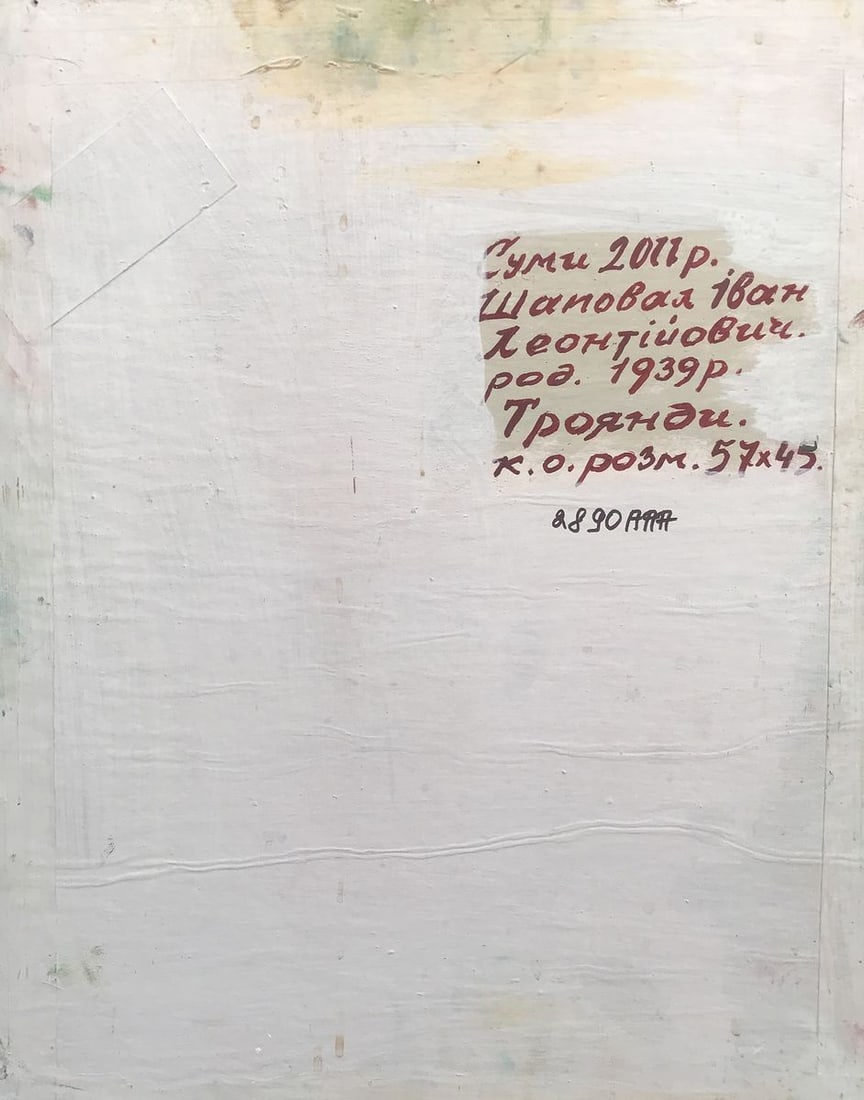 Суми 2011р.
Шаповал Іван
Леонтійович.
род. 1939р.
Троянди.
к.о. розм. 57х45.
2890ААА